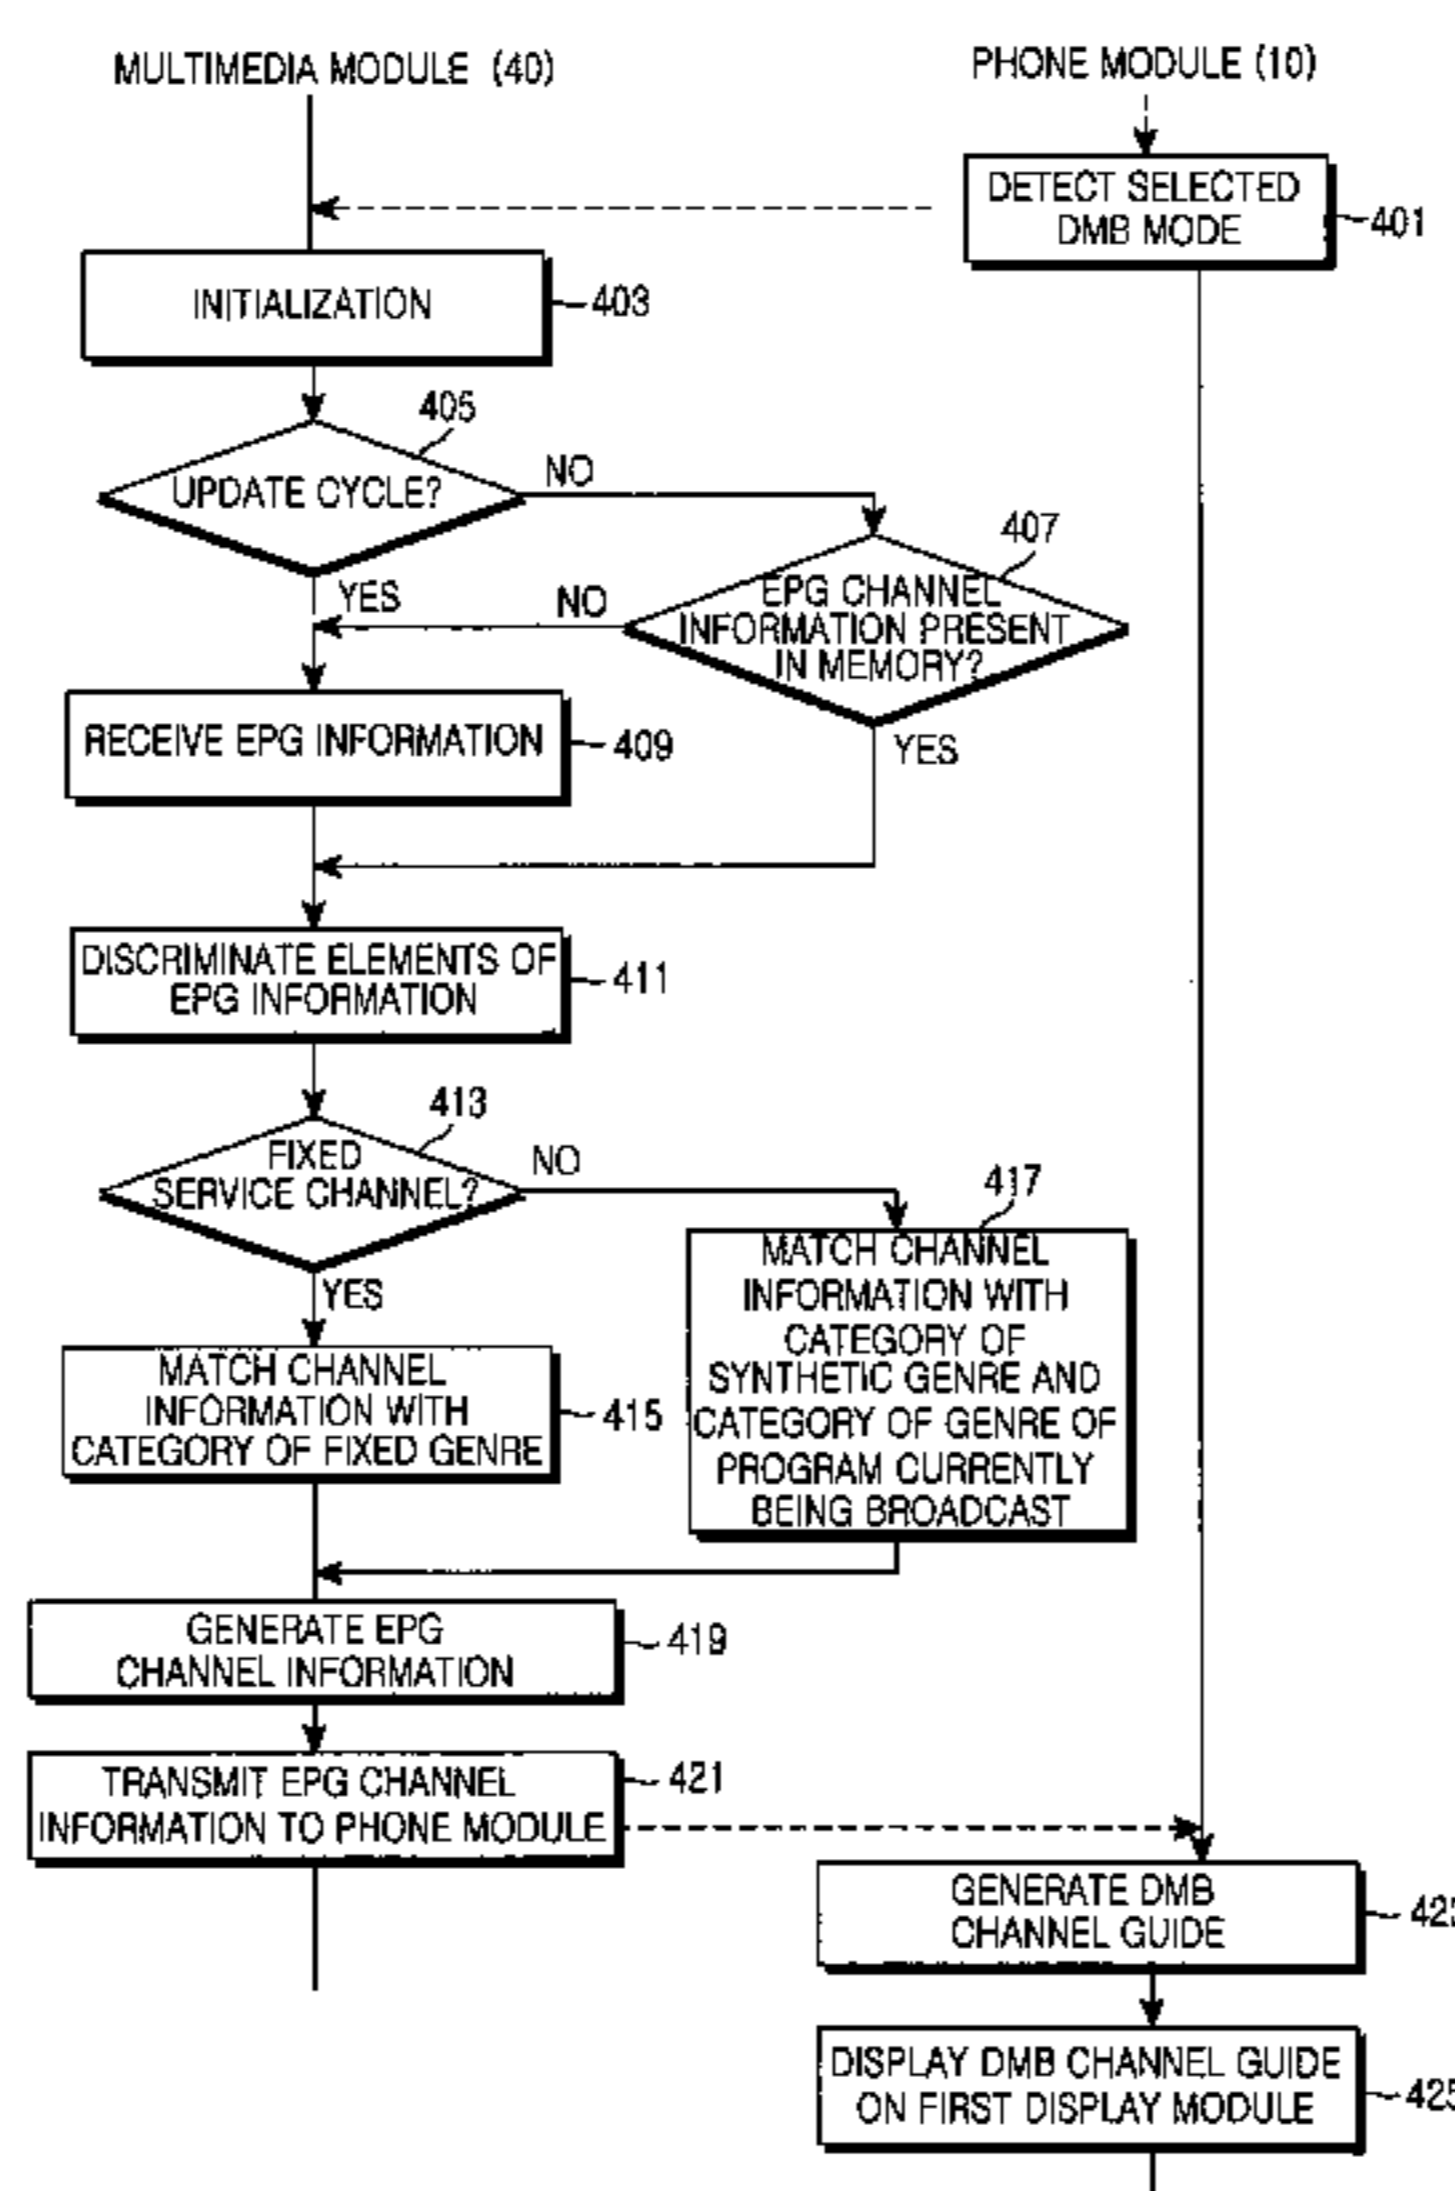 MULTIMEDIA MODULE (40)
PHONE MODULE (10)
DETECT SELECTED
DMB MODE
401
INITIALIZATION
403
405
UPDATE CYCLE?
NO
YES
407
EPG CHANNEL
INFORMATION PRESENT
IN MEMORY?
NO
YES
RECEIVE EPG INFORMATION
409
DISCRIMINATE ELEMENTS OF
EPG INFORMATION
411
413
FIXED
SERVICE CHANNEL?
NO
YES
417
MATCH CHANNEL
INFORMATION WITH
CATEGORY OF
SYNTHETIC GENRE AND
CATEGORY OF GENRE OF
PROGRAM CURRENTLY
BEING BROADCAST
MATCH CHANNEL
INFORMATION WITH
CATEGORY OF FIXED GENRE
415
GENERATE EPG
CHANNEL INFORMATION
419
TRANSMIT EPG CHANNEL
INFORMATION TO PHONE MODULE
421
GENERATE DMB
CHANNEL GUIDE
DISPLAY DMB CHANNEL GUIDE
ON FIRST DISPLAY MODULE
425